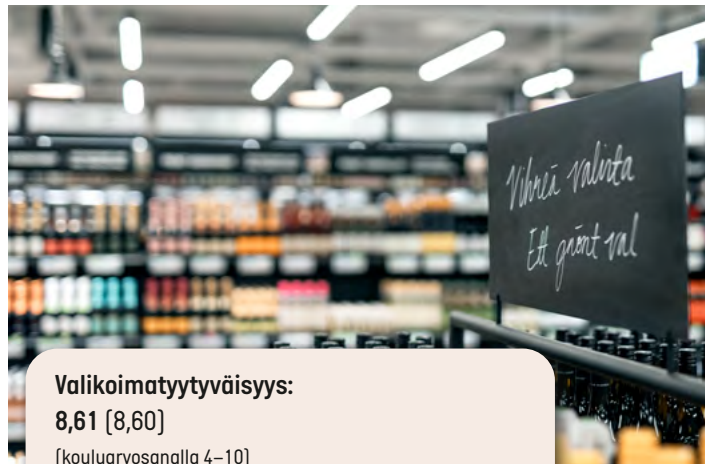 Vihreä valinta
Ett grönt val
Valikoimatyytyväisyys:
8,61 (8,60)
(kouluarvosanalla 4–10)